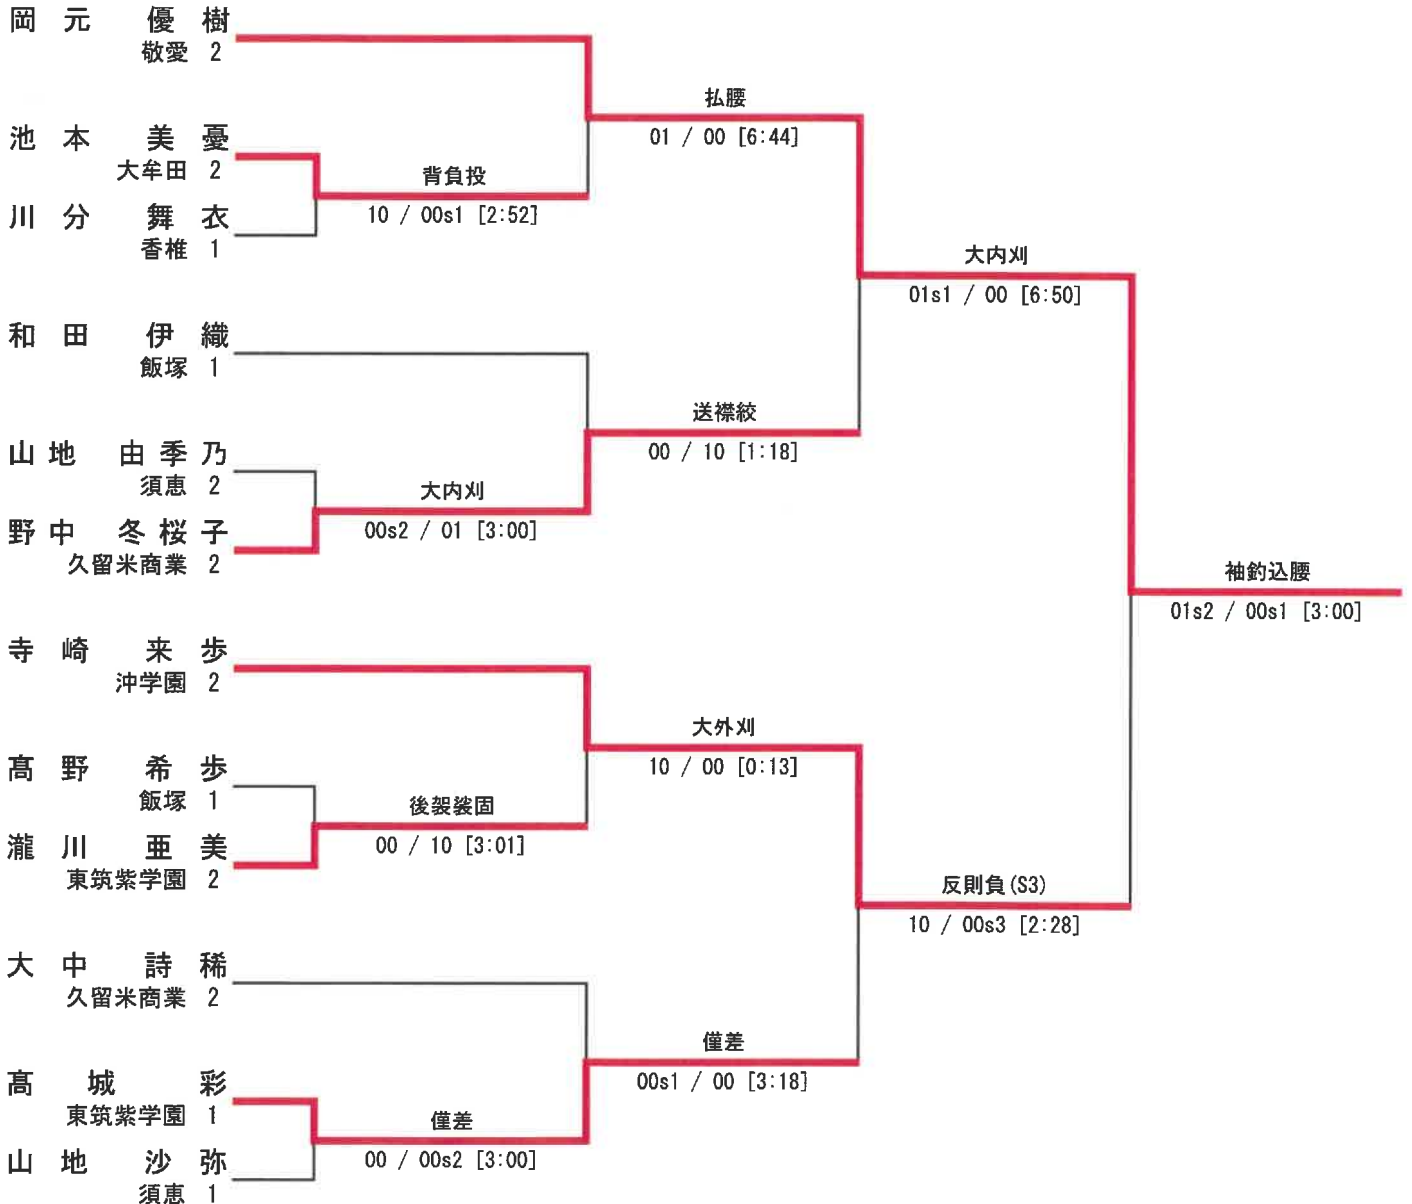 岡元 優樹
敬愛 2
払腰
01 / 00 [6:44]
池本 美憂
大牟田 2
背負投
10 / 00s1 [2:52]
川分 舞衣
香椎 1
大内刈
01s1 / 00 [6:50]
和田 伊織
飯塚 1
送襟絞
00 / 10 [1:18]
山地 由季乃
須恵 2
大内刈
00s2 / 01 [3:00]
野中 冬桜子
久留米商業 2
袖釣込腰
01s2 / 00s1 [3:00]
寺崎 来歩
沖学園 2
大外刈
10 / 00 [0:13]
髙野 希歩
飯塚 1
後袈裟固
00 / 10 [3:01]
瀧川 亜美
東筑紫学園 2
反則負(S3)
10 / 00s3 [2:28]
大中 詩稀
久留米商業 2
僅差
00s1 / 00 [3:18]
髙城 彩
東筑紫学園 1
僅差
00 / 00s2 [3:00]
山地 沙弥
須恵 1